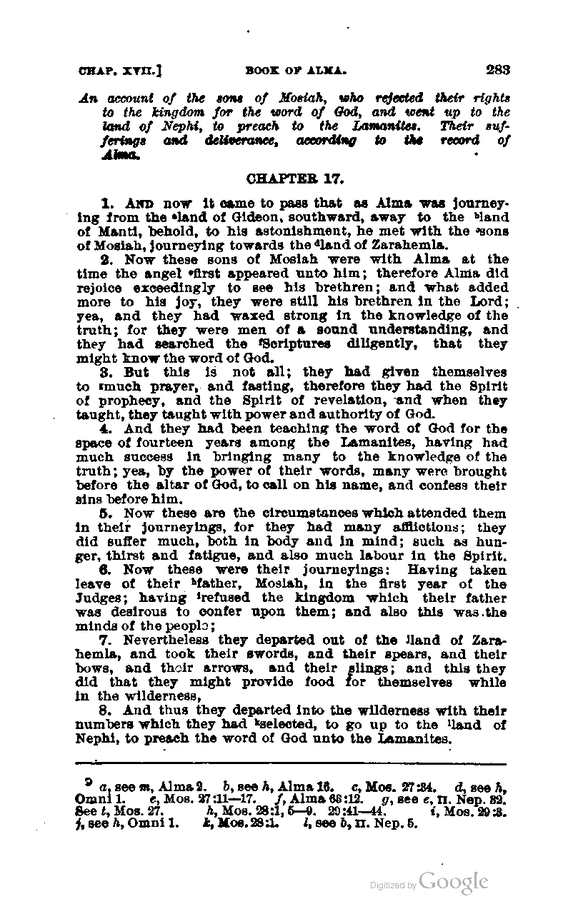 CHAP. XVII.] BOOK OF ALMA. 283
An account of the sons of Mosiah, who rejected their rights
to the kingdom for the word of God, and went up to the
land of Nephi, to preach to the Lamanites. Their suf-
ferings and deliverance, according to the record of
Alma.
CHAPTER 17.
1. AND now it came to pass that as Alma was journey-
ing from the ᵃland of Gideon, southward, away to the ᵇland
of Manti, behold, to his astonishment, he met with the ᶜsons
of Mosiah, journeying towards the ᵈland of Zarahemla.
2. Now these sons of Mosiah were with Alma at the
time the angel ᵉfirst appeared unto him; therefore Alma did
rejoice exceedingly to see his brethren; and what added
more to his joy, they were still his brethren in the Lord;
yea, and they had waxed strong in the knowledge of the
truth; for they were men of a sound understanding, and
they had searched the ᶠScriptures diligently, that they
might know the word of God.
3. But this is not all; they had given themselves
to ᵍmuch prayer, and fasting, therefore they had the Spirit
of prophecy, and the Spirit of revelation, and when they
taught, they taught with power and authority of God.
4. And they had been teaching the word of God for the
space of fourteen years among the Lamanites, having had
much success in bringing many to the knowledge of the
truth; yea, by the power of their words, many were brought
before the altar of God, to call on his name, and confess their
sins before him.
5. Now these are the circumstances which attended them
in their journeyings, for they had many afflictions; they
did suffer much, both in body and in mind; such as hun-
ger, thirst and fatigue, and also much labour in the Spirit.
6. Now these were their journeyings: Having taken
leave of their ʰfather, Mosiah, in the first year of the
Judges; having ⁱrefused the kingdom which their father
was desirous to confer upon them; and also this was the
minds of the people;
7. Nevertheless they departed out of the ʲland of Zara-
hemla, and took their swords, and their spears, and their
bows, and their arrows, and their slings; and this they
did that they might provide food for themselves while
in the wilderness,
8. And thus they departed into the wilderness with their
numbers which they had ᵏselected, to go up to the ˡland of
Nephi, to preach the word of God unto the Lamanites.
a, see m, Alma 2. b, see h, Alma 16. c, Mos. 27:34. d, see h,
Omni 1. e, Mos. 27:11—17. f, Alma 63:12. g, see e, II. Nep. 32.
See t, Mos. 27. h, Mos. 28:1, 5—9. 29:41—44. i, Mos. 29:3.
j, see h, Omni 1. k, Mos. 28:1. l, see b, II. Nep. 5.
Digitized by Google